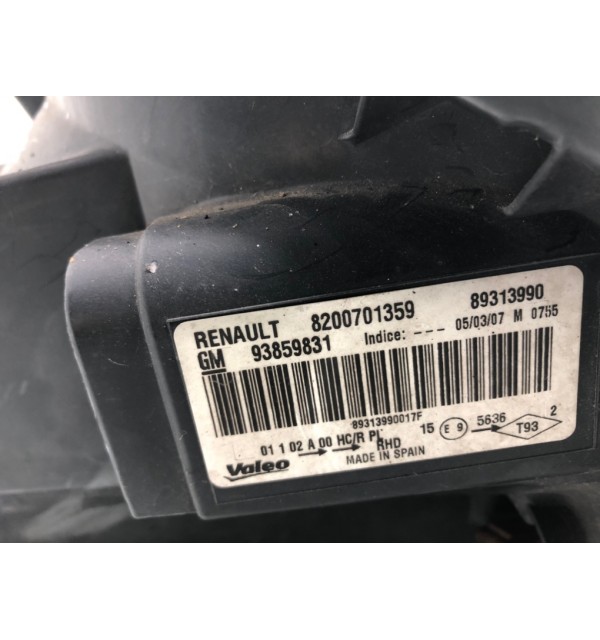 RENAULT 8200701359 89313990
GM 93859831 Indice: _ _ _ 05/03/07 M 0755
89313990017F
01 1 02 A 00 HC/R PL RHD 15 E 9 5636 T93 2
Valeo MADE IN SPAIN